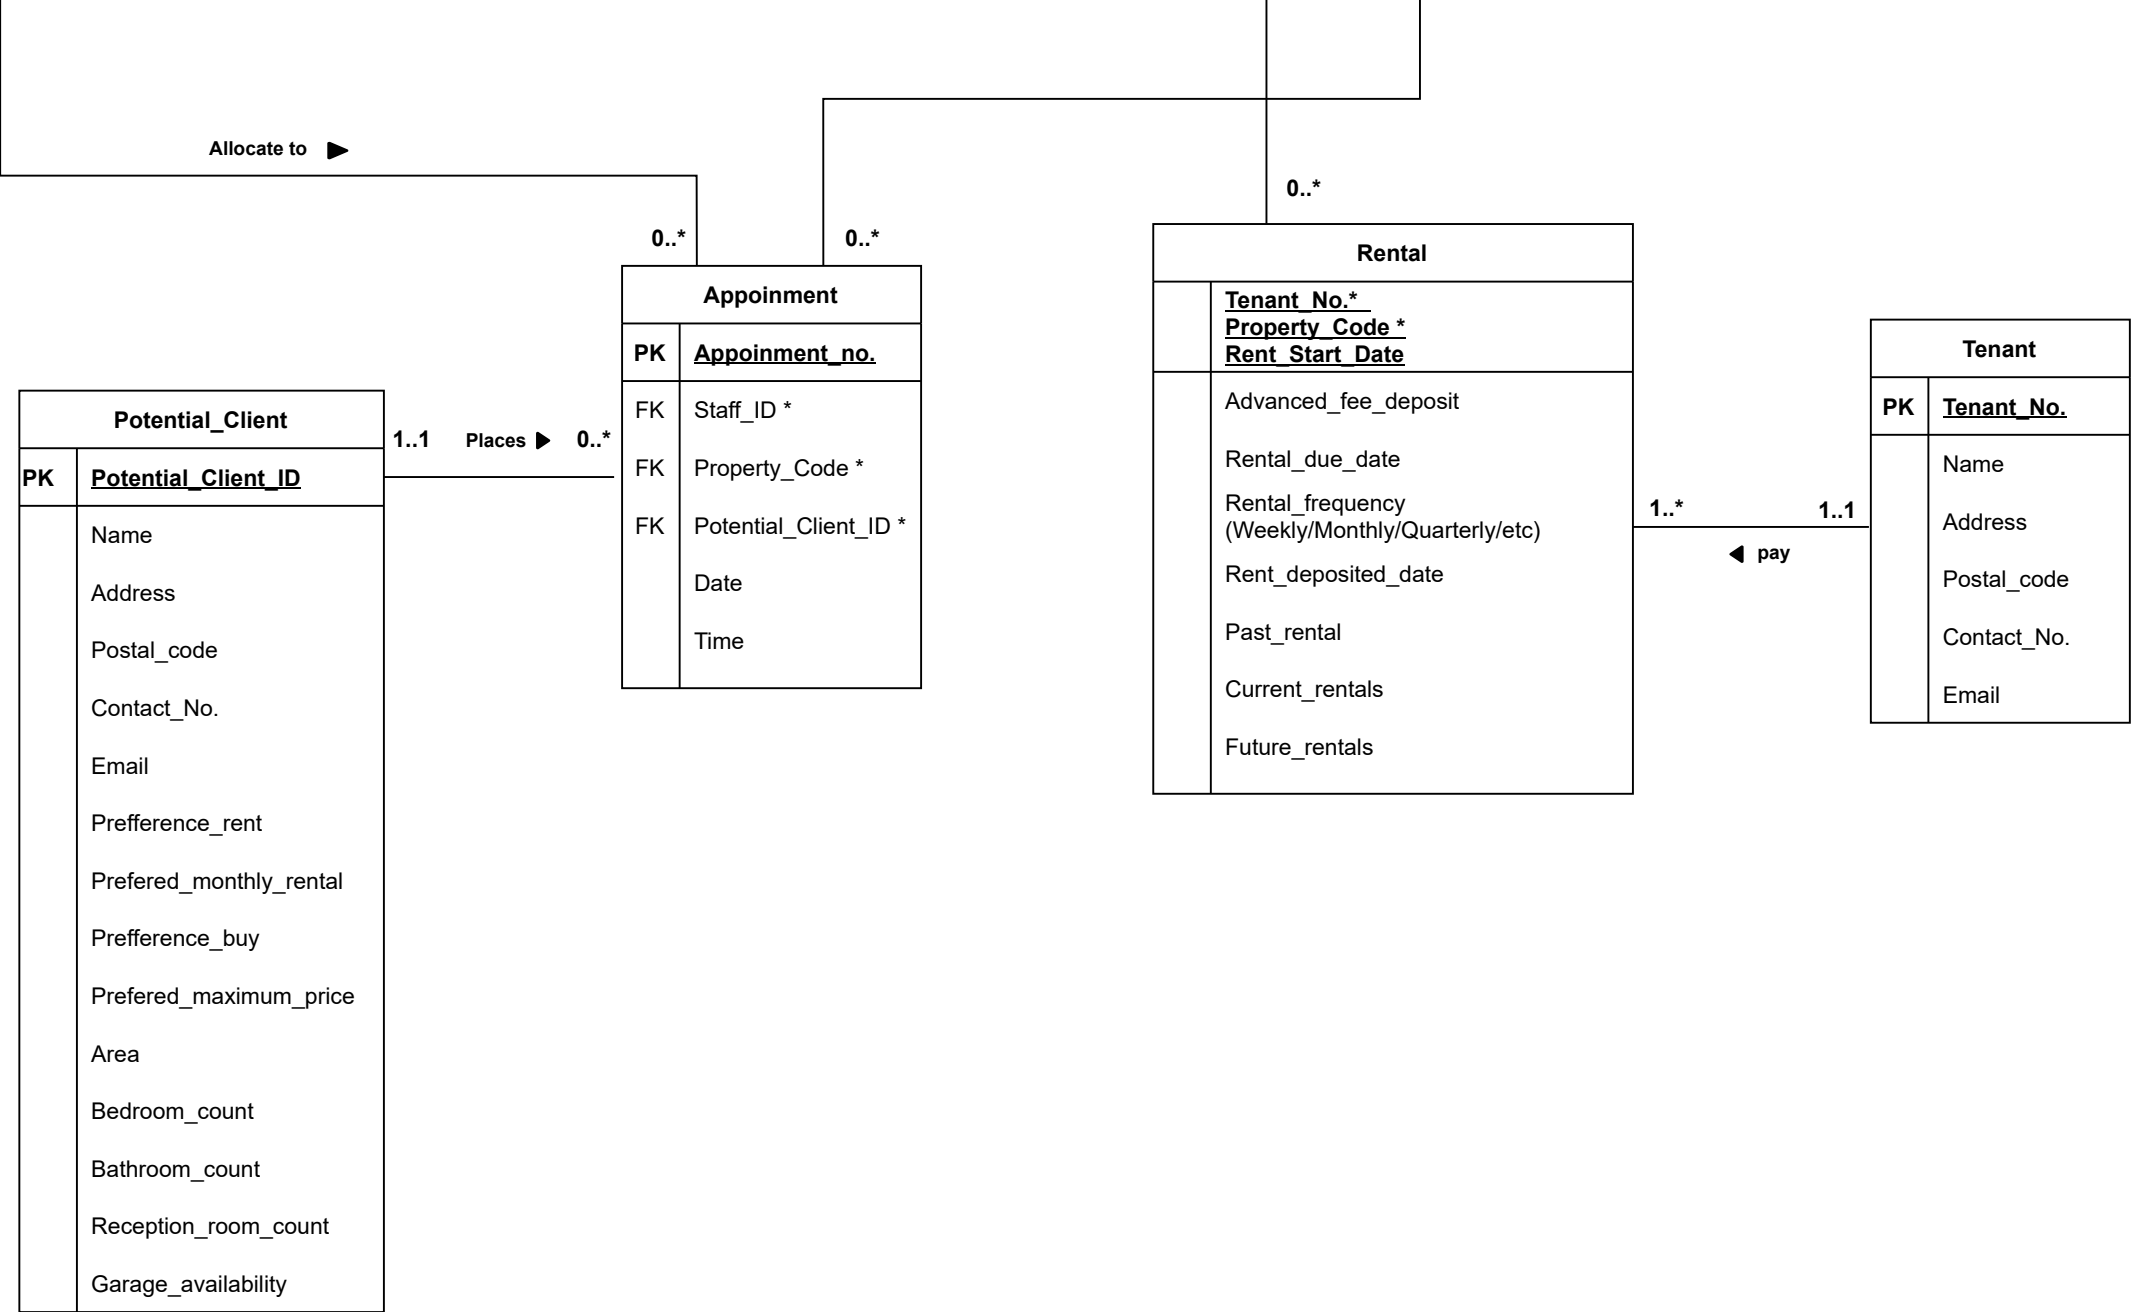 Allocate to
0..*
0..*
0..*
Potential_Client
PK Potential_Client_ID
Name
Address
Postal_code
Contact_No.
Email
Prefference_rent
Prefered_monthly_rental
Prefference_buy
Prefered_maximum_price
Area
Bedroom_count
Bathroom_count
Reception_room_count
Garage_availability
1..1 Places 0..*
Appoinment
PK Appoinment_no.
FK Staff_ID *
FK Property_Code *
FK Potential_Client_ID *
Date
Time
Rental
Tenant_No.*
Property_Code *
Rent_Start_Date
Advanced_fee_deposit
Rental_due_date
Rental_frequency
(Weekly/Monthly/Quarterly/etc)
Rent_deposited_date
Past_rental
Current_rentals
Future_rentals
1..* 1..1
pay
Tenant
PK Tenant_No.
Name
Address
Postal_code
Contact_No.
Email